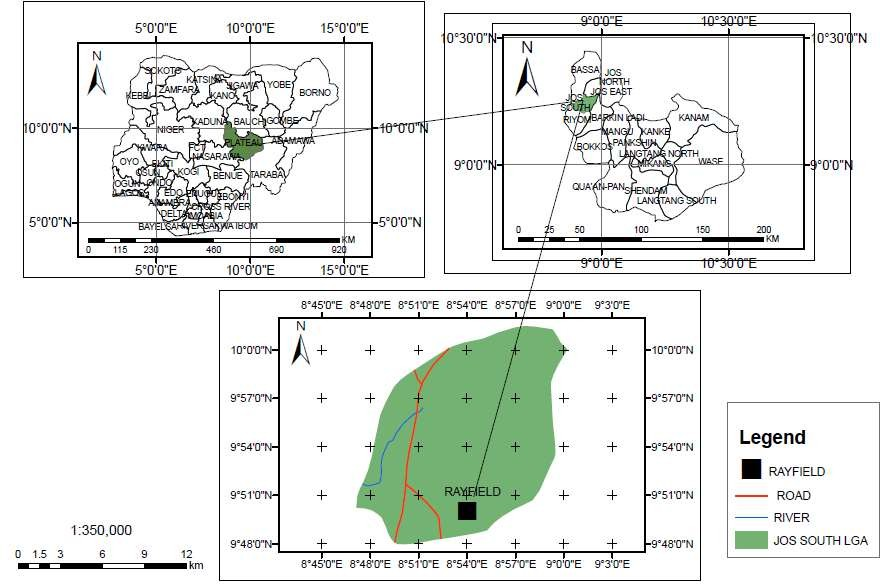 5°0'0"E 10°0'0"E 15°0'0"E
N
SOKOTO
KATSINA
JIGAWA YOBE
KEBBI ZAMFARA KANO BORNO
10°0'0"N KADUNA BAUCHI GOMBE 10°0'0"N
NIGER
PLATEAU ADAMAWA
KWARA FCT
NASARAWA
OYO EKITI
OSUN KOGI BENUE TARABA
OGUN ONDO
LAGOS EDO ENUGU
EBONYI
ANAMBRA CROSS RIVER
DELTA IMO ABIA
5°0'0"N 5°0'0"N
BAYELSA RIVERS AKWA IBOM
KM
0 115 230 460 690 920
5°0'0"E 10°0'0"E 15°0'0"E
9°0'0"E 10°30'0"E
10°30'0"N 10°30'0"N
N
BASSA JOS
NORTH
JOS EAST
JOS
SOUTH
RIYOM BARKIN LADI KANAM
MANGU KANKE
BOKKOS PANKSHIN
LANGTANG NORTH
9°0'0"N MIKANG WASE 9°0'0"N
QUA'AN-PAN
SHENDAM
LANGTANG SOUTH
0 25 50 100 150 200
KM
9°0'0"E 10°30'0"E
8°45'0"E 8°48'0"E 8°51'0"E 8°54'0"E 8°57'0"E 9°0'0"E 9°3'0"E
N
10°0'0"N 10°0'0"N
9°57'0"N 9°57'0"N
9°54'0"N 9°54'0"N
RAYFIELD
9°51'0"N 9°51'0"N
9°48'0"N 9°48'0"N
8°45'0"E 8°48'0"E 8°51'0"E 8°54'0"E 8°57'0"E 9°0'0"E 9°3'0"E
1:350,000
0 1.5 3 6 9 12
km
Legend
RAYFIELD
ROAD
RIVER
JOS SOUTH LGA